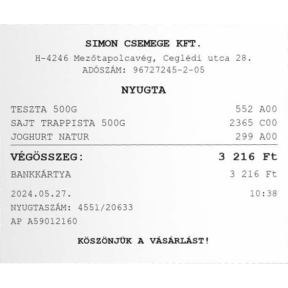 SIMON CSEMEGE KFT.
H-4246 Mezőtapolcavég, Ceglédi utca 28.
ADÓSZÁM: 96727245-2-05
NYUGTA
TESZTA 500G 552 A00
SAJT TRAPPISTA 500G 2365 C00
JOGHURT NATUR 299 A00
VÉGÖSSZEG: 3 216 Ft
BANKKÁRTYA 3 216 Ft
2024.05.27. 10:38
NYUGTASZÁM: 4551/20633
AP A59012160
KÖSZÖNJÜK A VÁSÁRLÁST!